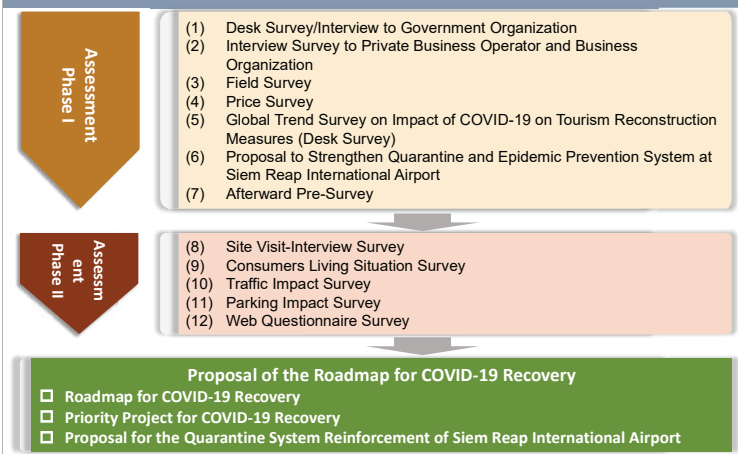 Assessment
Phase I
(1) Desk Survey/Interview to Government Organization
(2) Interview Survey to Private Business Operator and Business
Organization
(3) Field Survey
(4) Price Survey
(5) Global Trend Survey on Impact of COVID-19 on Tourism Reconstruction
Measures (Desk Survey)
(6) Proposal to Strengthen Quarantine and Epidemic Prevention System at
Siem Reap International Airport
(7) Afterward Pre-Survey
Assessm
ent
Phase II
(8) Site Visit-Interview Survey
(9) Consumers Living Situation Survey
(10) Traffic Impact Survey
(11) Parking Impact Survey
(12) Web Questionnaire Survey
Proposal of the Roadmap for COVID-19 Recovery
Roadmap for COVID-19 Recovery
Priority Project for COVID-19 Recovery
Proposal for the Quarantine System Reinforcement of Siem Reap International Airport